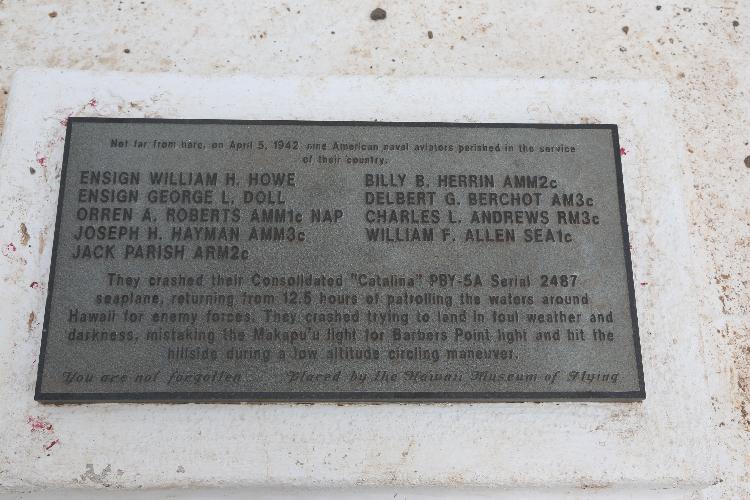 Not far from here, on April 5, 1942 nine American naval aviators perished in the service
of their country.
ENSIGN WILLIAM H. HOWE
ENSIGN GEORGE L. DOLL
ORREN A. ROBERTS AMM1c NAP
JOSEPH H. HAYMAN AMM3c
JACK PARISH ARM2c
BILLY B. HERRIN AMM2c
DELBERT G. BERCHOT AM3c
CHARLES L. ANDREWS RM3c
WILLIAM F. ALLEN SEA1c
They crashed their Consolidated "Catalina" PBY-5A Serial 2487
seaplane, returning from 12.5 hours of patrolling the waters around
Hawaii for enemy forces. They crashed trying to land in foul weather and
darkness, mistaking the Makapu'u light for Barbers Point light and hit the
hillside during a low altitude circling maneuver.
You are not forgotten Placed by the Hawaii Museum of Flying